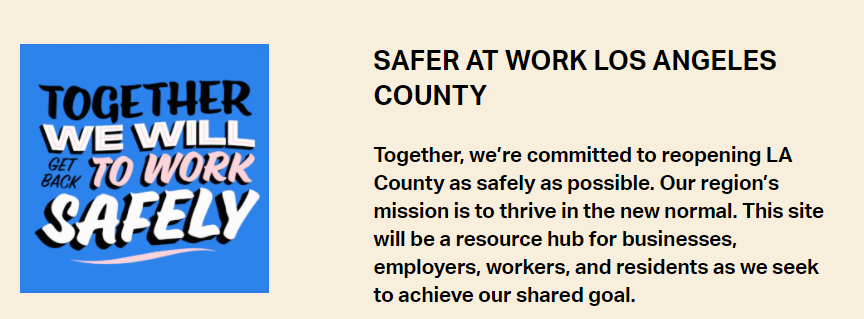 TOGETHER
WE WILL
GET BACK TO WORK
SAFELY
SAFER AT WORK LOS ANGELES
COUNTY
Together, we’re committed to reopening LA
County as safely as possible. Our region’s
mission is to thrive in the new normal. This site
will be a resource hub for businesses,
employers, workers, and residents as we seek
to achieve our shared goal.